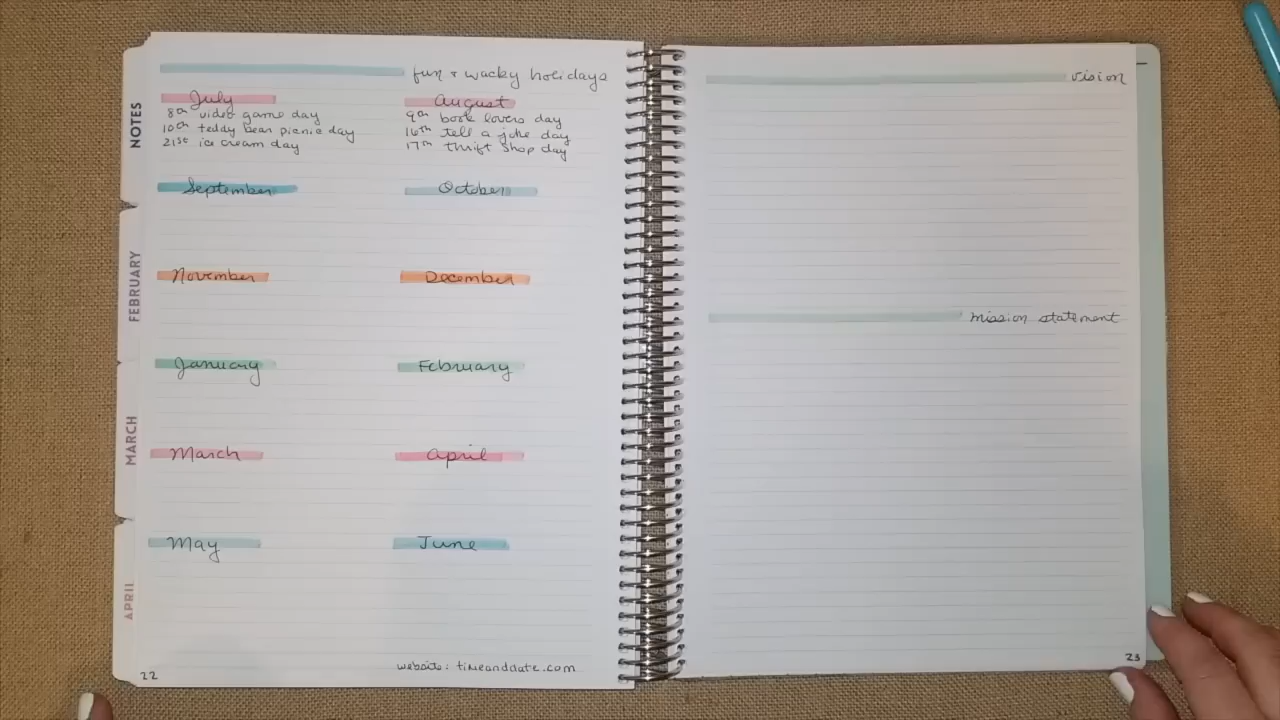 fun & wacky holidays
July
8th video game day
10th teddy bear picnic day
21st ice cream day
August
9th book lovers day
16th tell a joke day
17th thrift shop day
September
October
November
December
January
February
March
April
May
June
website: timeanddate.com
22
NOTES
FEBRUARY
MARCH
APRIL
vision
mission statement
23